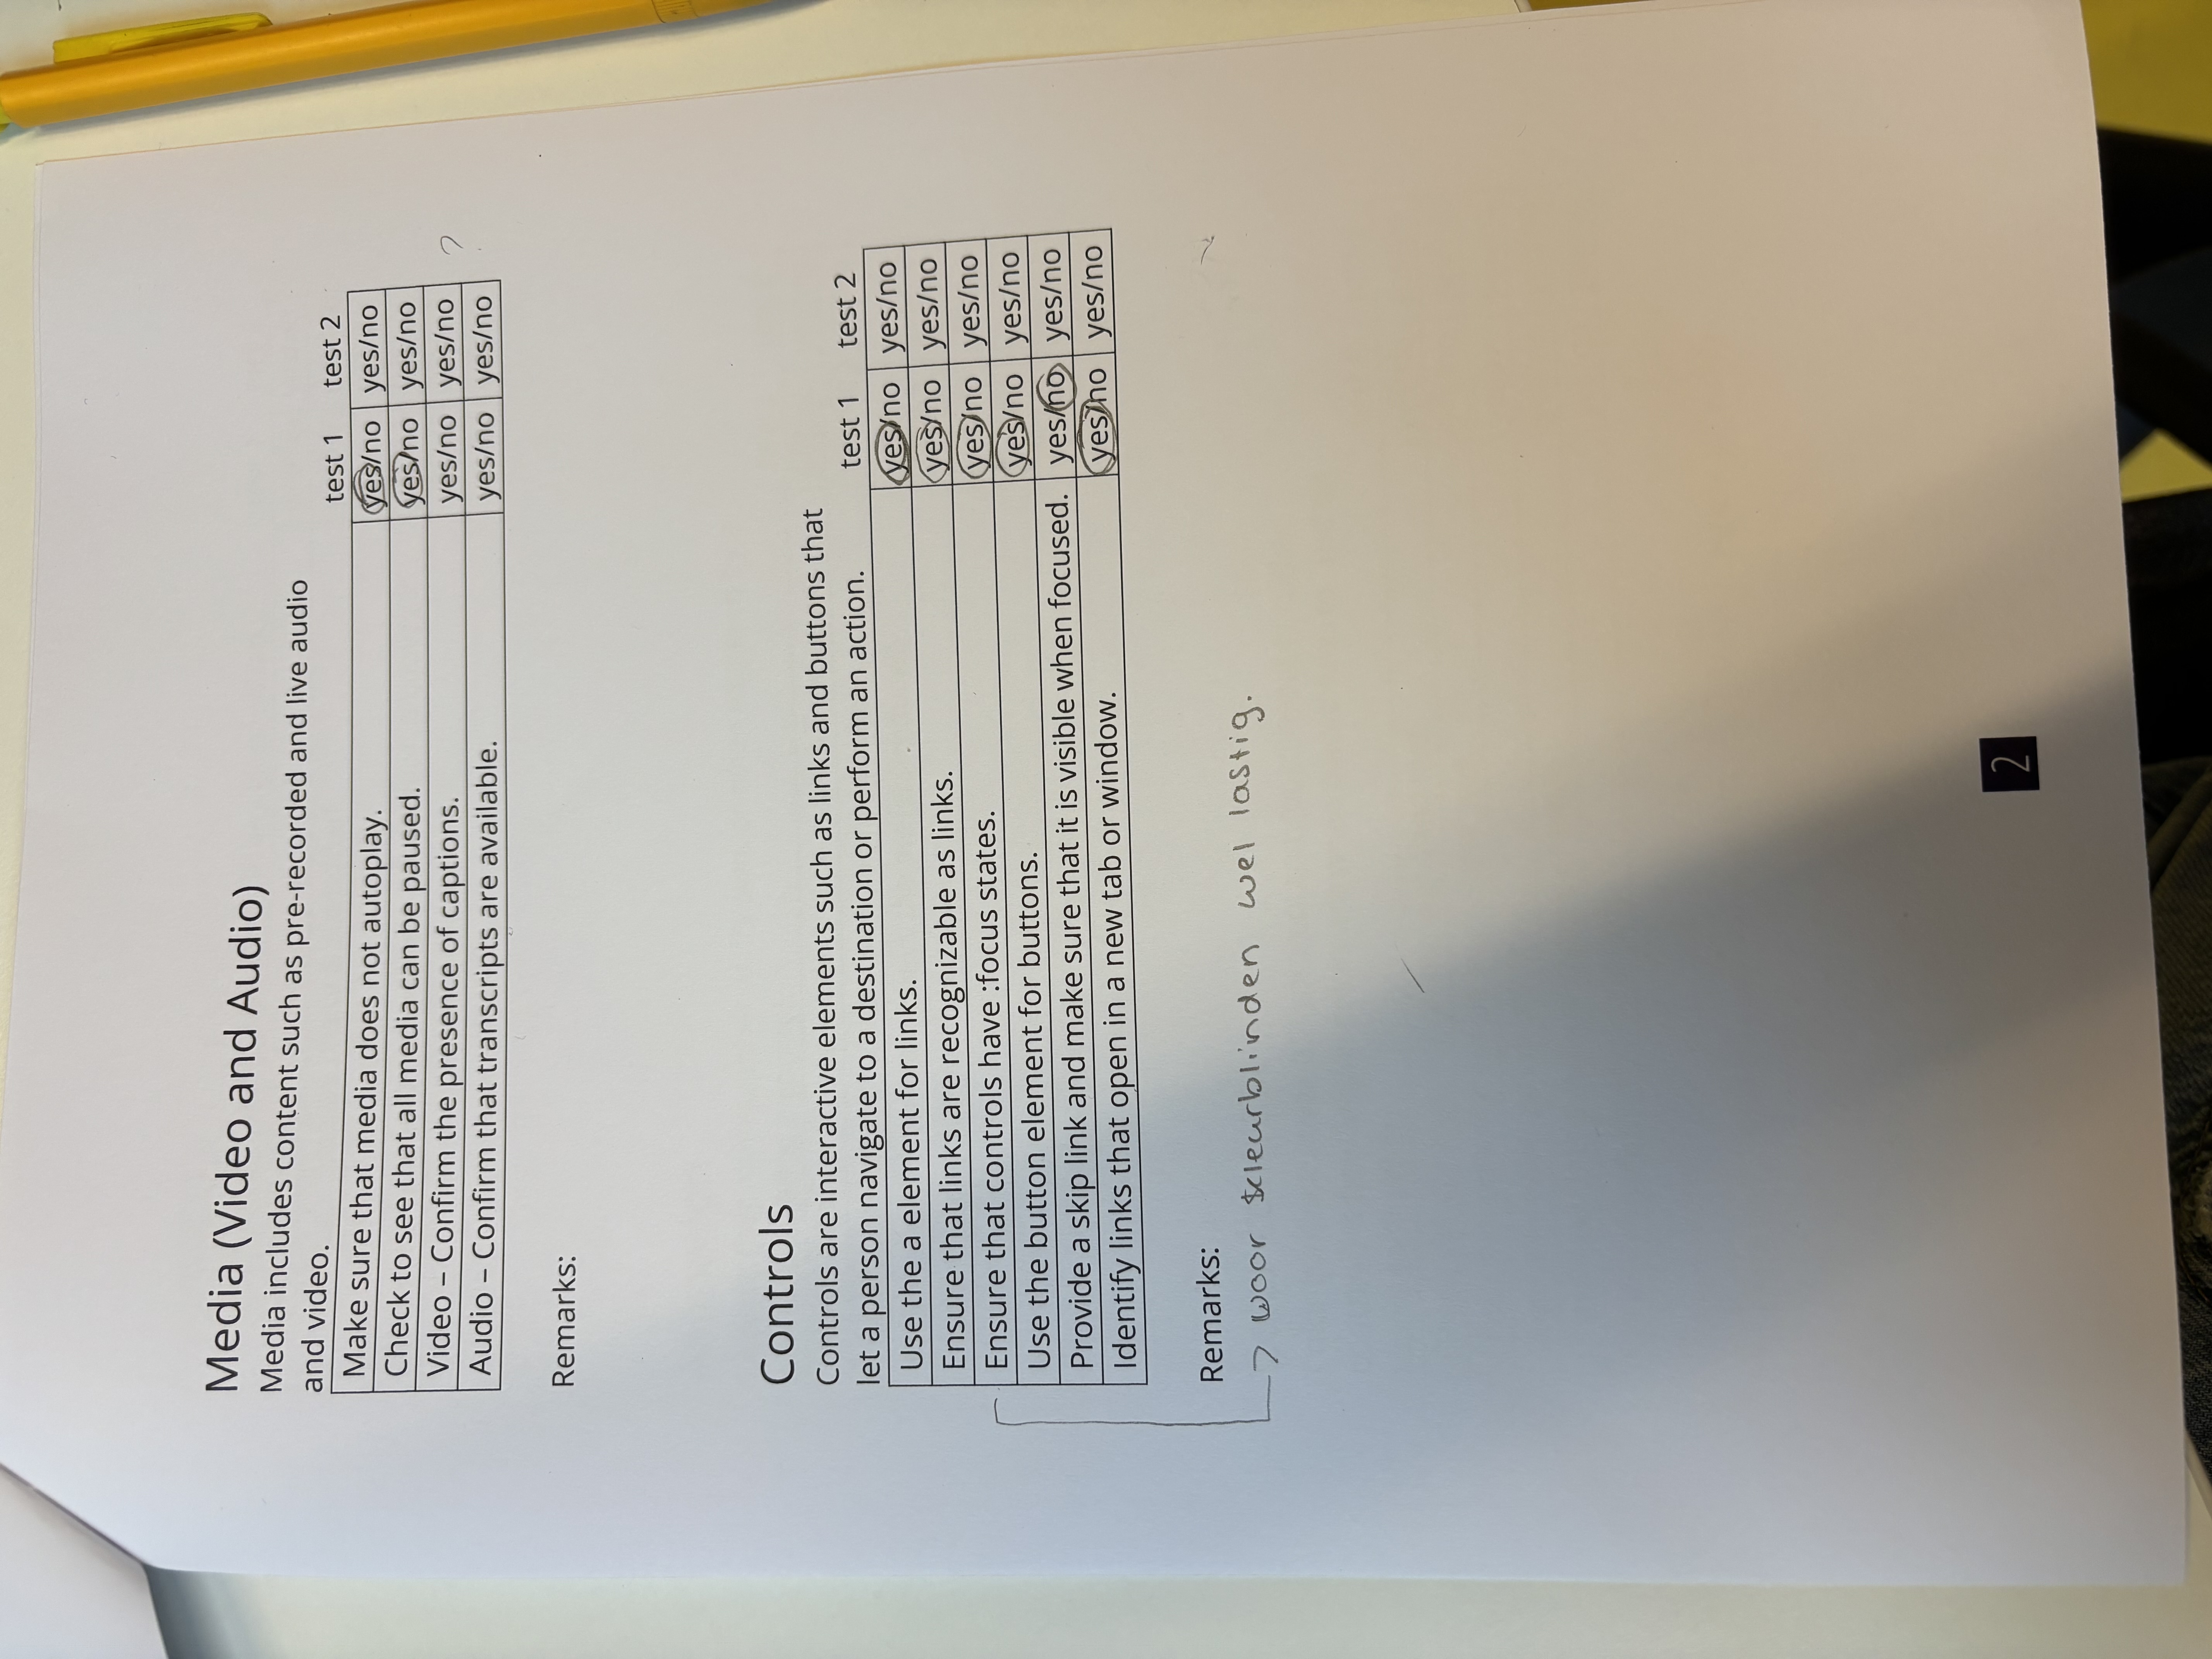 Media (Video and Audio)
Media includes content such as pre-recorded and live audio
and video. test 1 test 2
Make sure that media does not autoplay. yes/no yes/no
Check to see that all media can be paused. yes/no yes/no
Video – Confirm the presence of captions. yes/no yes/no ?
Audio – Confirm that transcripts are available. yes/no yes/no
Remarks:
Controls
Controls are interactive elements such as links and buttons that
let a person navigate to a destination or perform an action. test 1 test 2
Use the a element for links. yes/no yes/no
Ensure that links are recognizable as links. yes/no yes/no
Ensure that controls have :focus states. yes/no yes/no
Use the button element for buttons. yes/no yes/no
Provide a skip link and make sure that it is visible when focused. yes/no yes/no
Identify links that open in a new tab or window. yes/no yes/no
Remarks:
→ woor kleurblinden wel lastig.
2